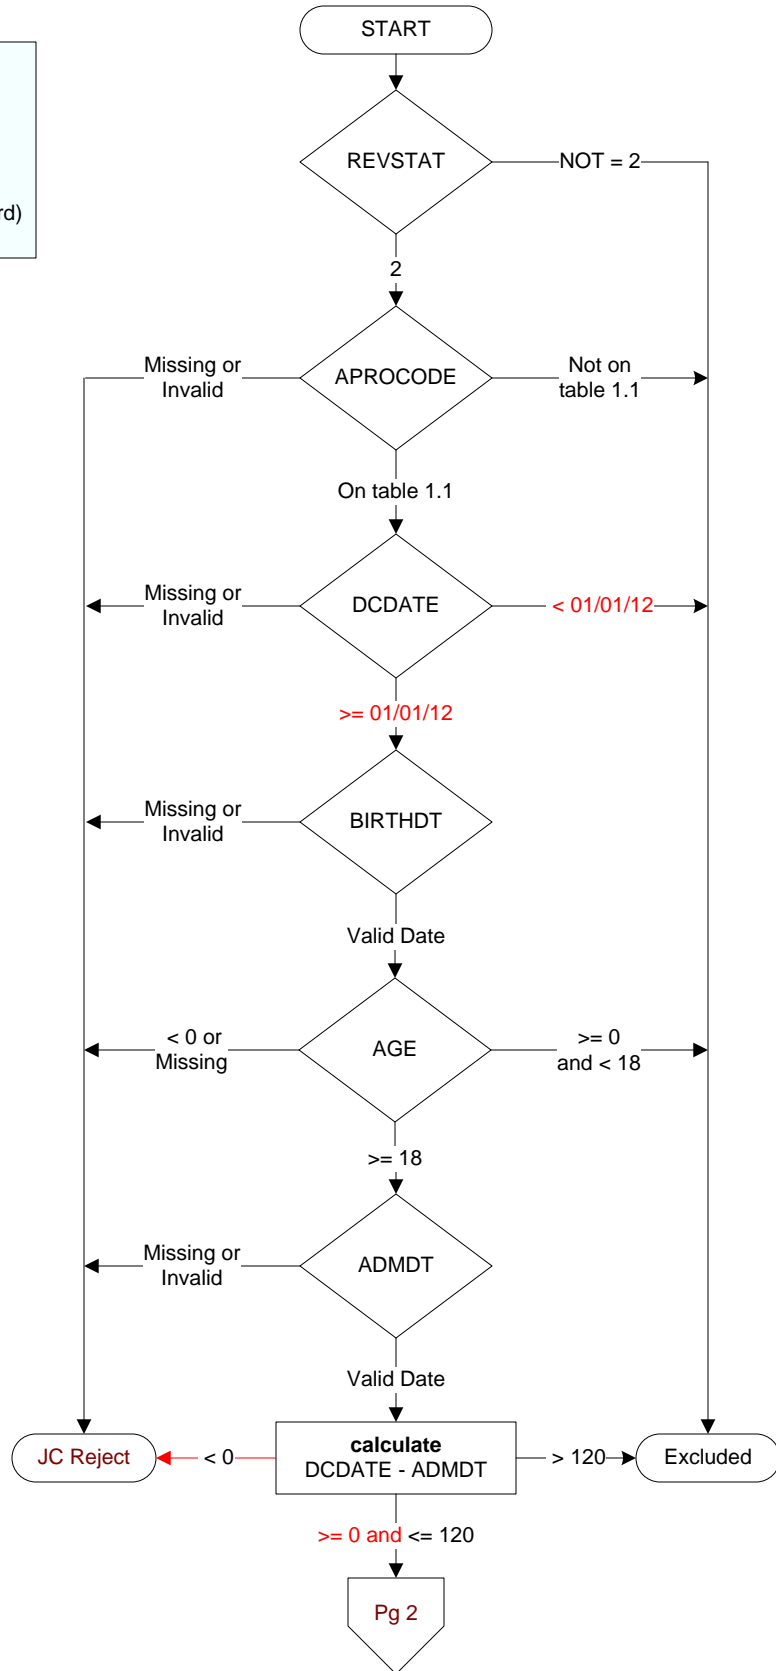 START
rd)
REVSTAT
NOT = 2
2
Missing or
Invalid
APROCODE
Not on
table 1.1
On table 1.1
Missing or
Invalid
DCDATE
< 01/01/12
>= 01/01/12
Missing or
Invalid
BIRTHDT
Valid Date
< 0 or
Missing
AGE
>= 0
and < 18
>= 18
Missing or
Invalid
ADMDT
Valid Date
JC Reject
< 0
calculate
DCDATE - ADMDT
> 120
Excluded
>= 0 and <= 120
Pg 2